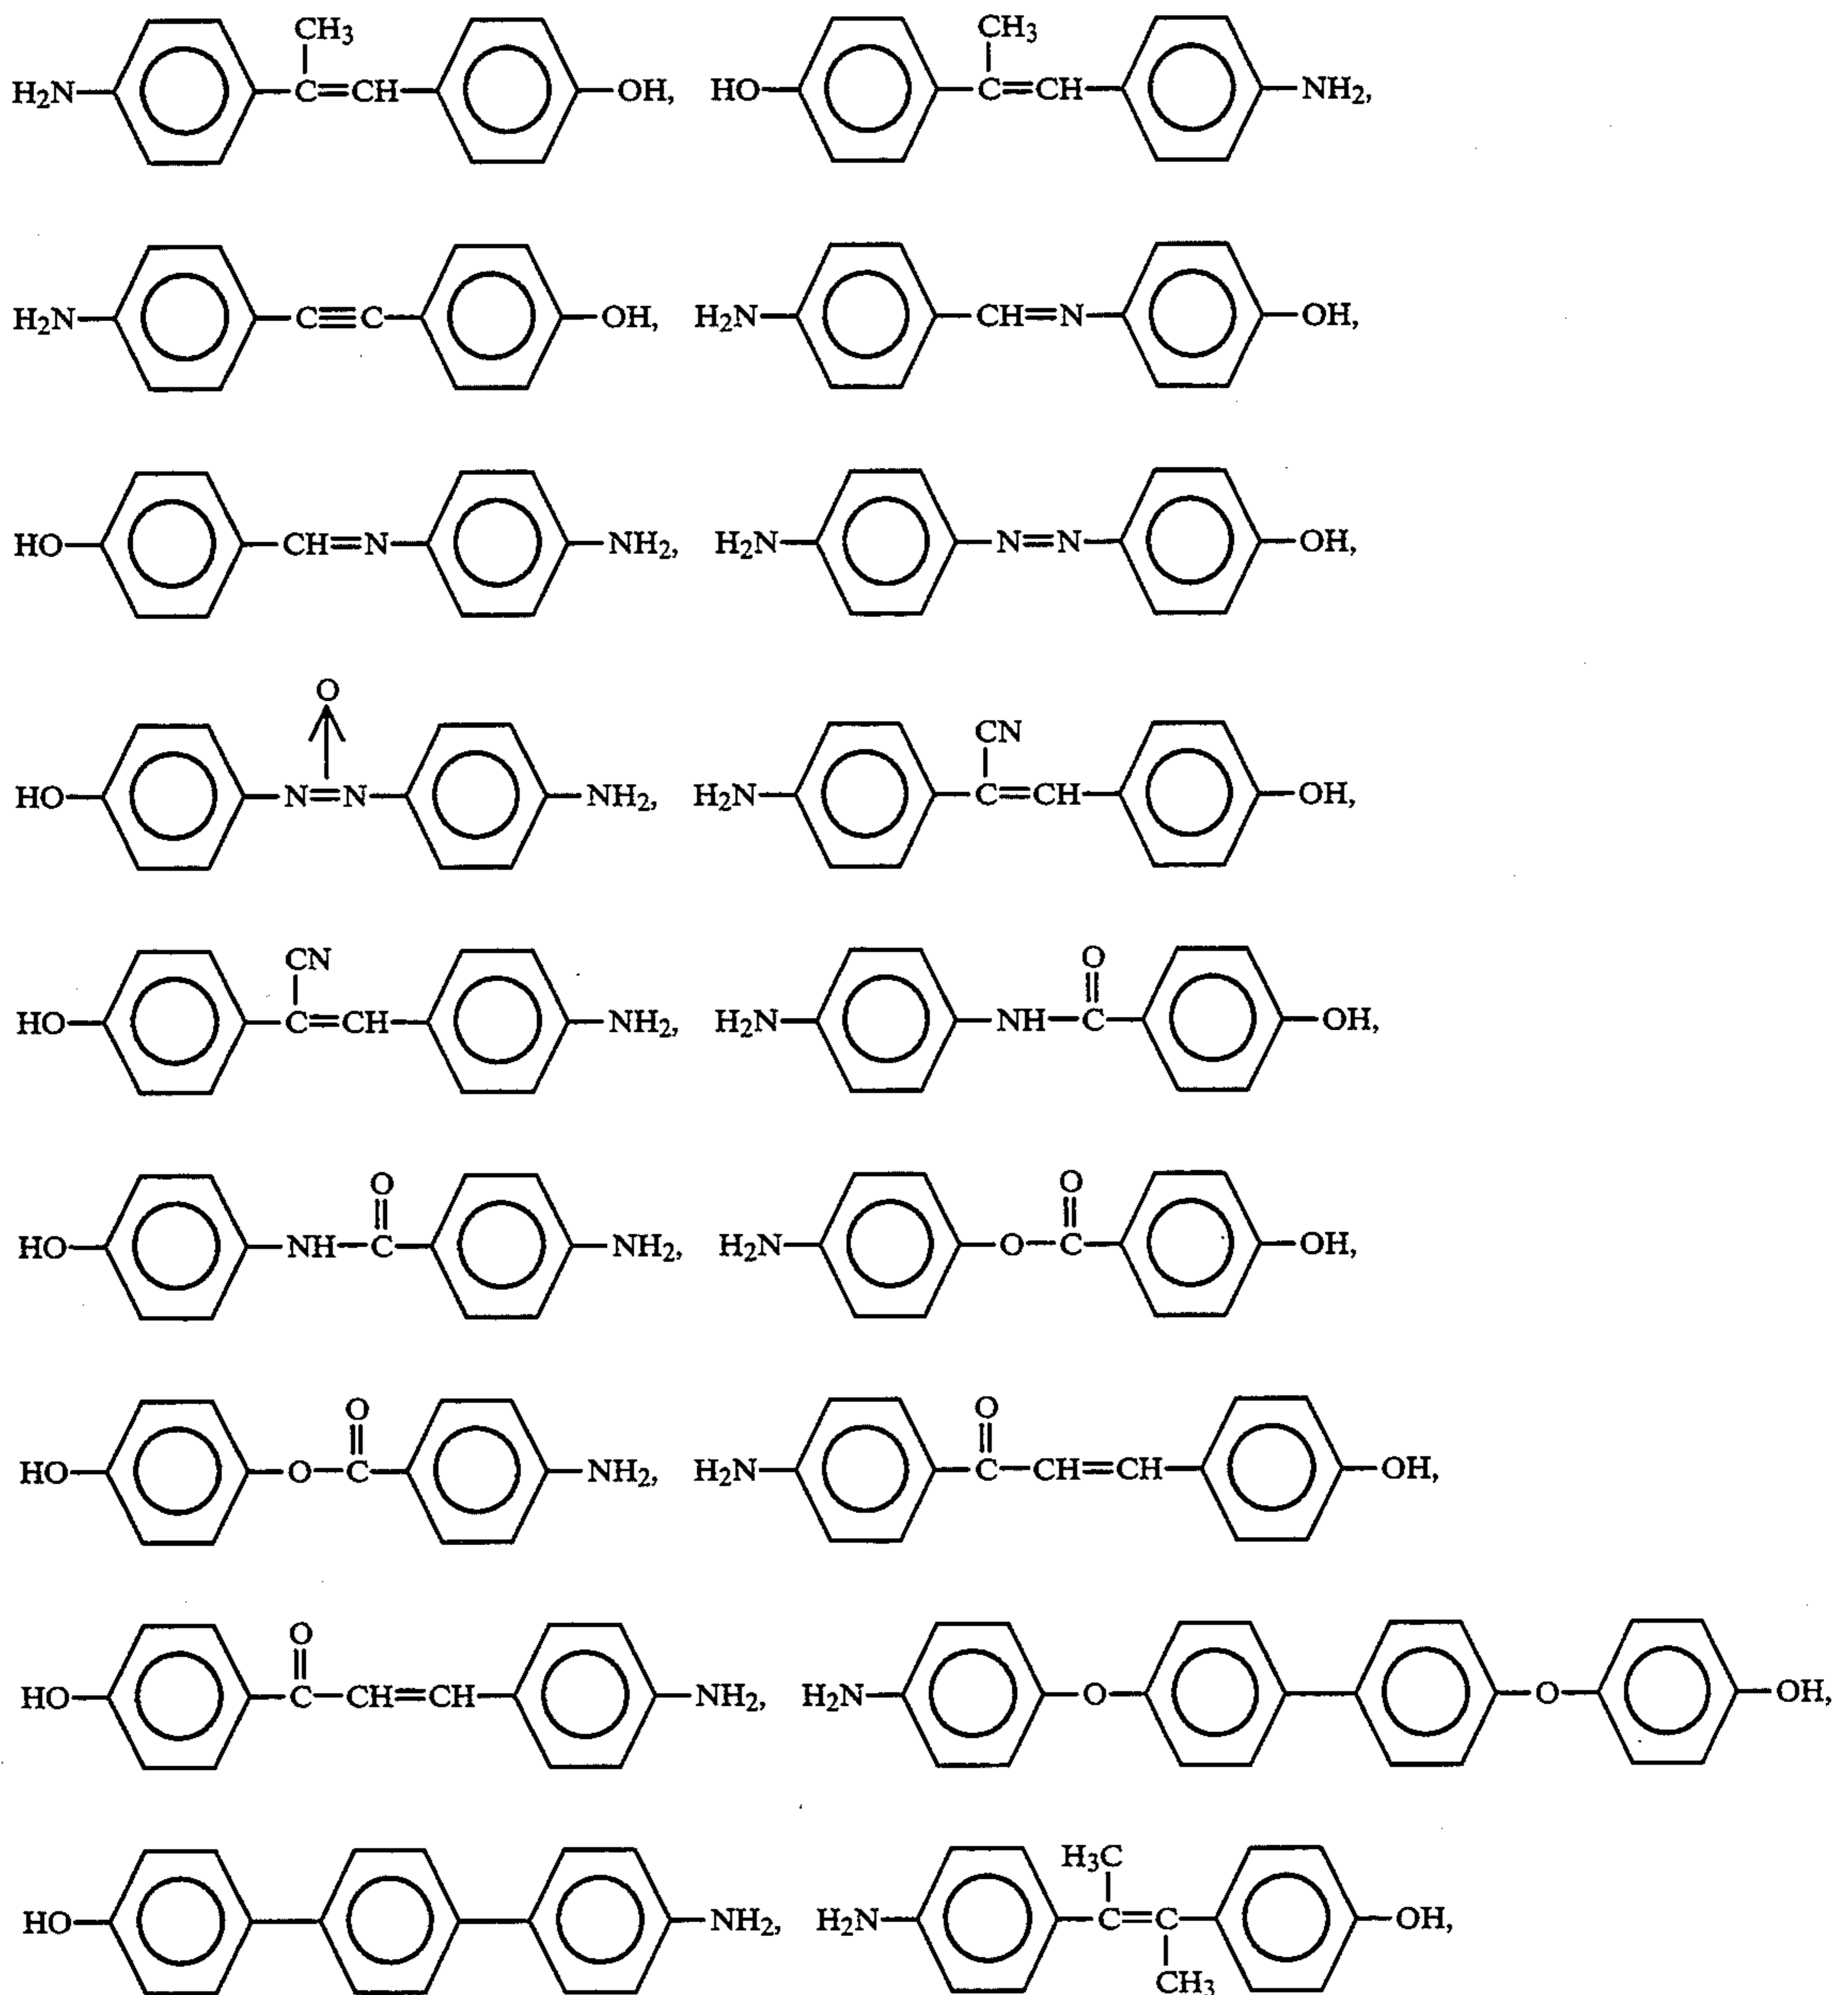 CH3 CH3
H2N C=CH OH, HO C=CH NH2,
H2N C≡C OH, H2N CH=N OH,
HO CH=N NH2, H2N N=N OH,
O CN
HO N=N NH2, H2N C=CH OH,
CN O
HO C=CH NH2, H2N NH—C OH,
O O
HO NH—C NH2, H2N O—C OH,
O O
HO O—C NH2, H2N C—CH=CH OH,
O
HO C—CH=CH NH2, H2N O O OH,
H3C
HO NH2, H2N C=C OH,
CH3